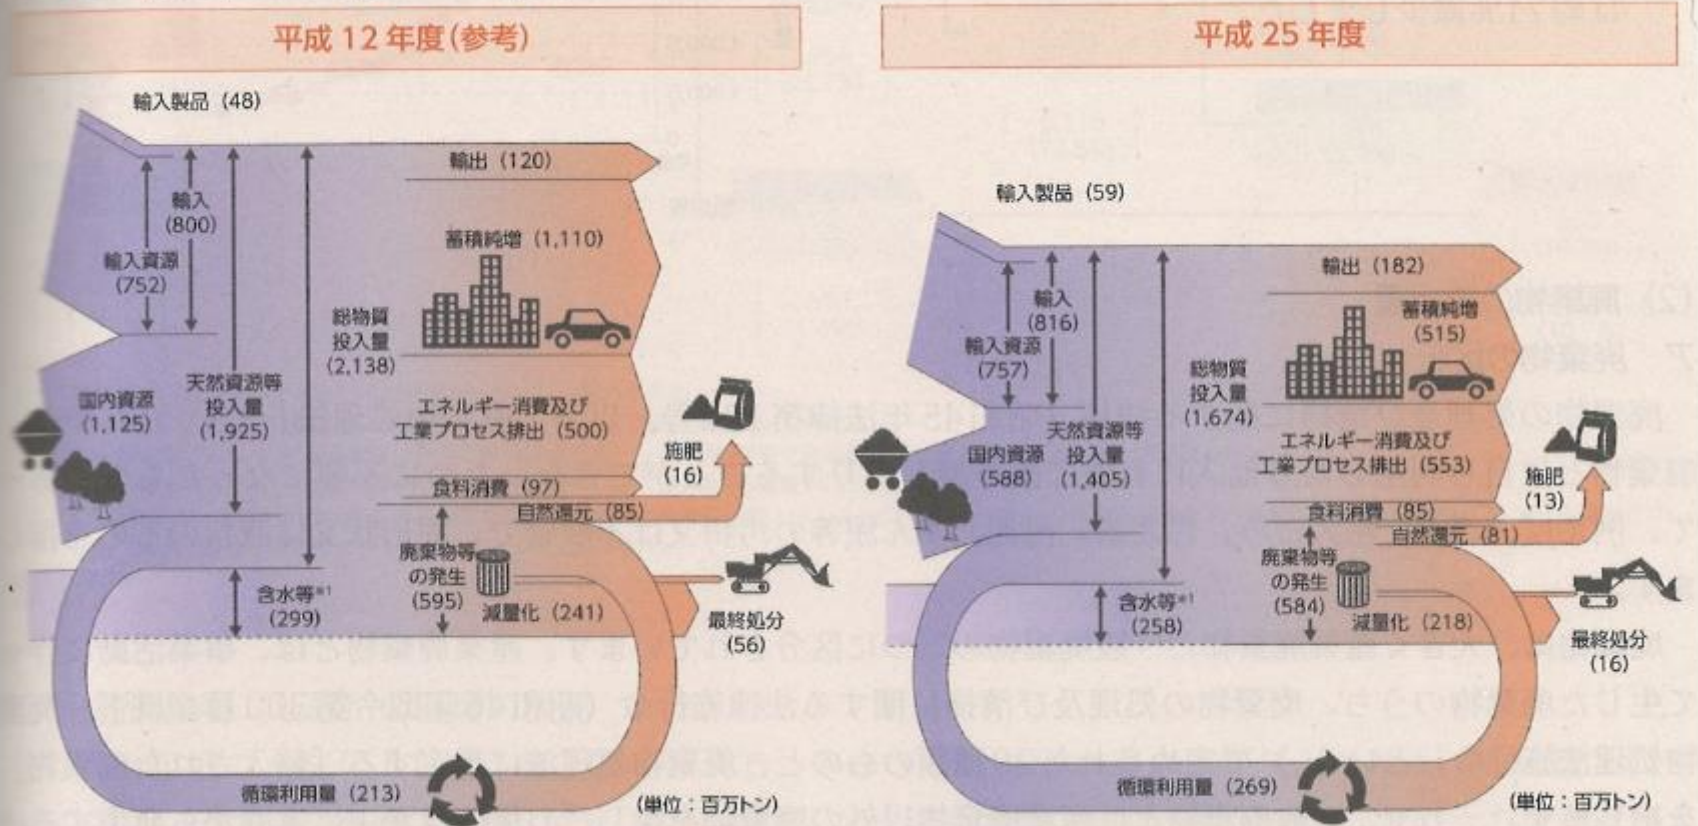 平成 12 年度(参考)
輸入製品 (48)
輸入
(800)
輸入資源
(752)
国内資源
(1,125)
天然資源等
投入量
(1,925)
総物質
投入量
(2,138)
輸出 (120)
蓄積純増 (1,110)
エネルギー消費及び
工業プロセス排出 (500)
食料消費 (97)
自然還元 (85)
施肥
(16)
廃棄物等
の発生
(595)
減量化 (241)
含水等※1
(299)
最終処分
(56)
循環利用量 (213)
(単位:百万トン)
平成 25 年度
輸入製品 (59)
輸入
(816)
輸入資源
(757)
国内資源
(588)
天然資源等
投入量
(1,405)
総物質
投入量
(1,674)
輸出 (182)
蓄積純増
(515)
エネルギー消費及び
工業プロセス排出 (553)
食料消費 (85)
自然還元 (81)
施肥
(13)
廃棄物等
の発生
(584)
減量化 (218)
含水等※1
(258)
最終処分
(16)
循環利用量 (269)
(単位:百万トン)